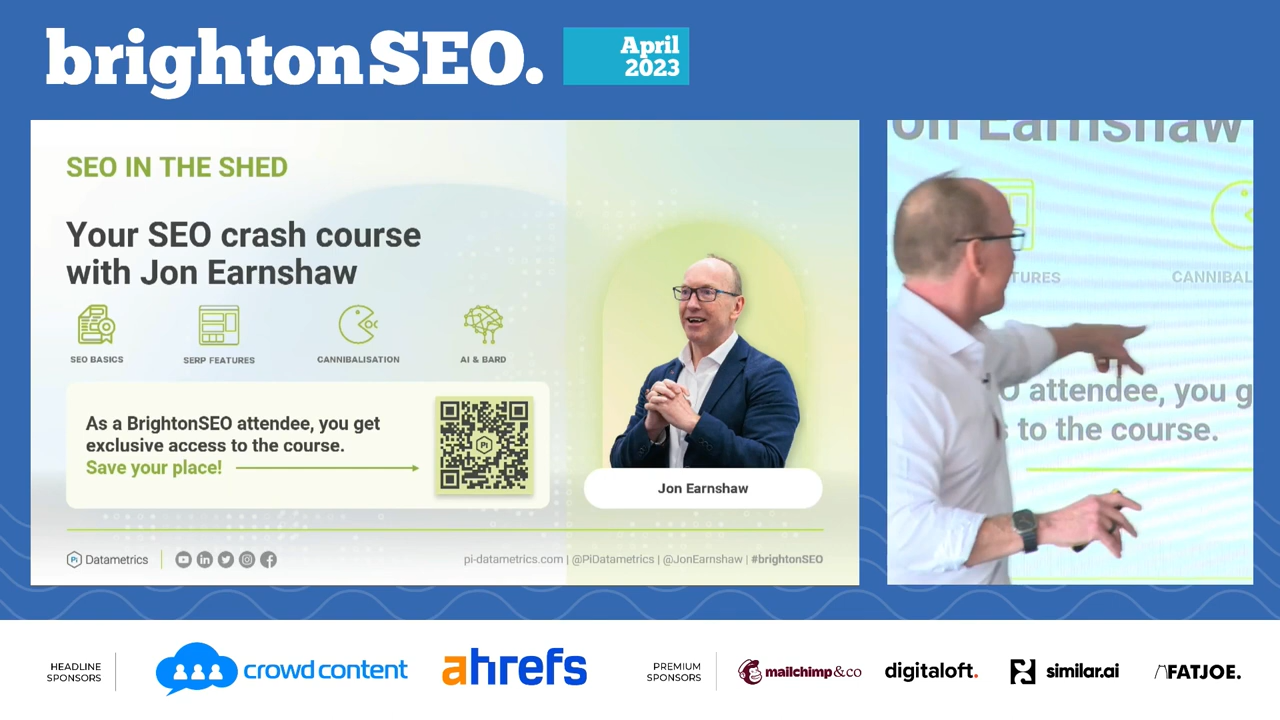 brightonSEO.
April
2023
SEO IN THE SHED
Your SEO crash course
with Jon Earnshaw
SEO BASICS
SERP FEATURES
CANNIBALISATION
AI & BARD
As a BrightonSEO attendee, you get
exclusive access to the course.
Save your place!
Pi
Jon Earnshaw
Pi Datametrics
pi-datametrics.com | @PiDatametrics | @JonEarnshaw | #brightonSEO
on Earnshaw
TURES
CANNIBAL
O attendee, you g
s to the course.
HEADLINE
SPONSORS
crowd content
ahrefs
PREMIUM
SPONSORS
mailchimp&co
digitaloft.
similar.ai
FATJOE.